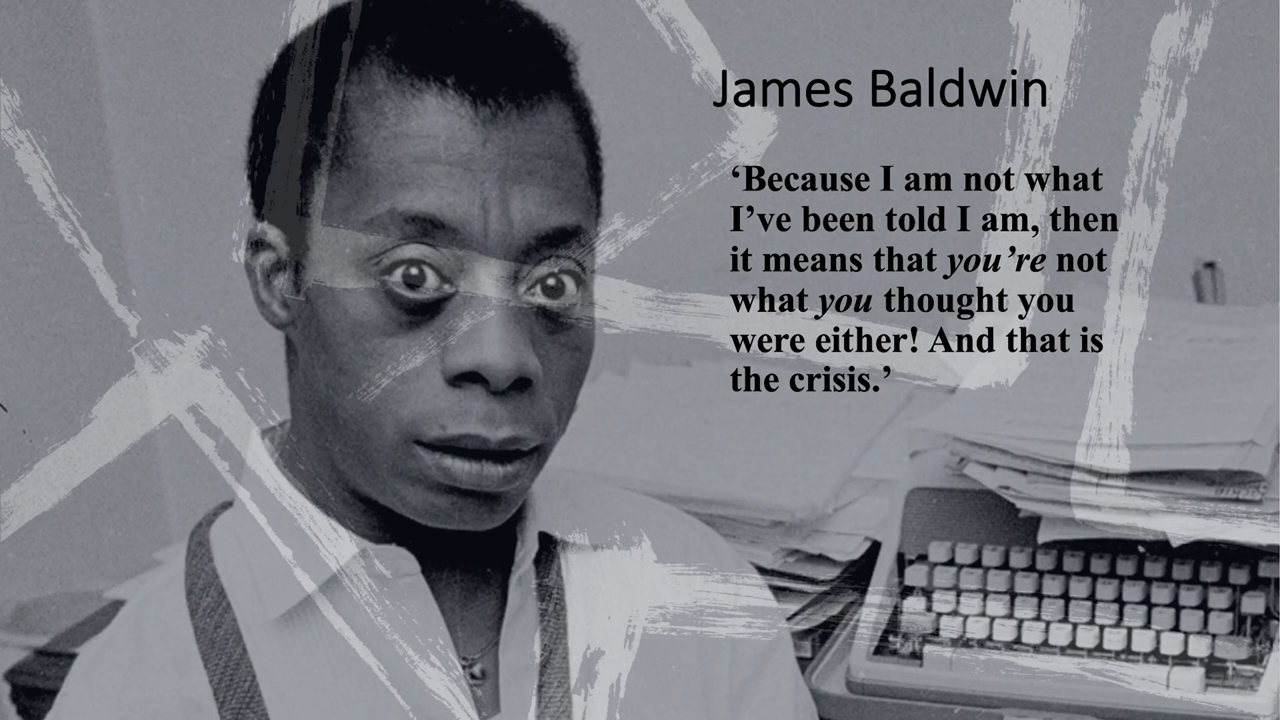 James Baldwin
‘Because I am not what
I’ve been told I am, then
it means that you’re not
what you thought you
were either! And that is
the crisis.’